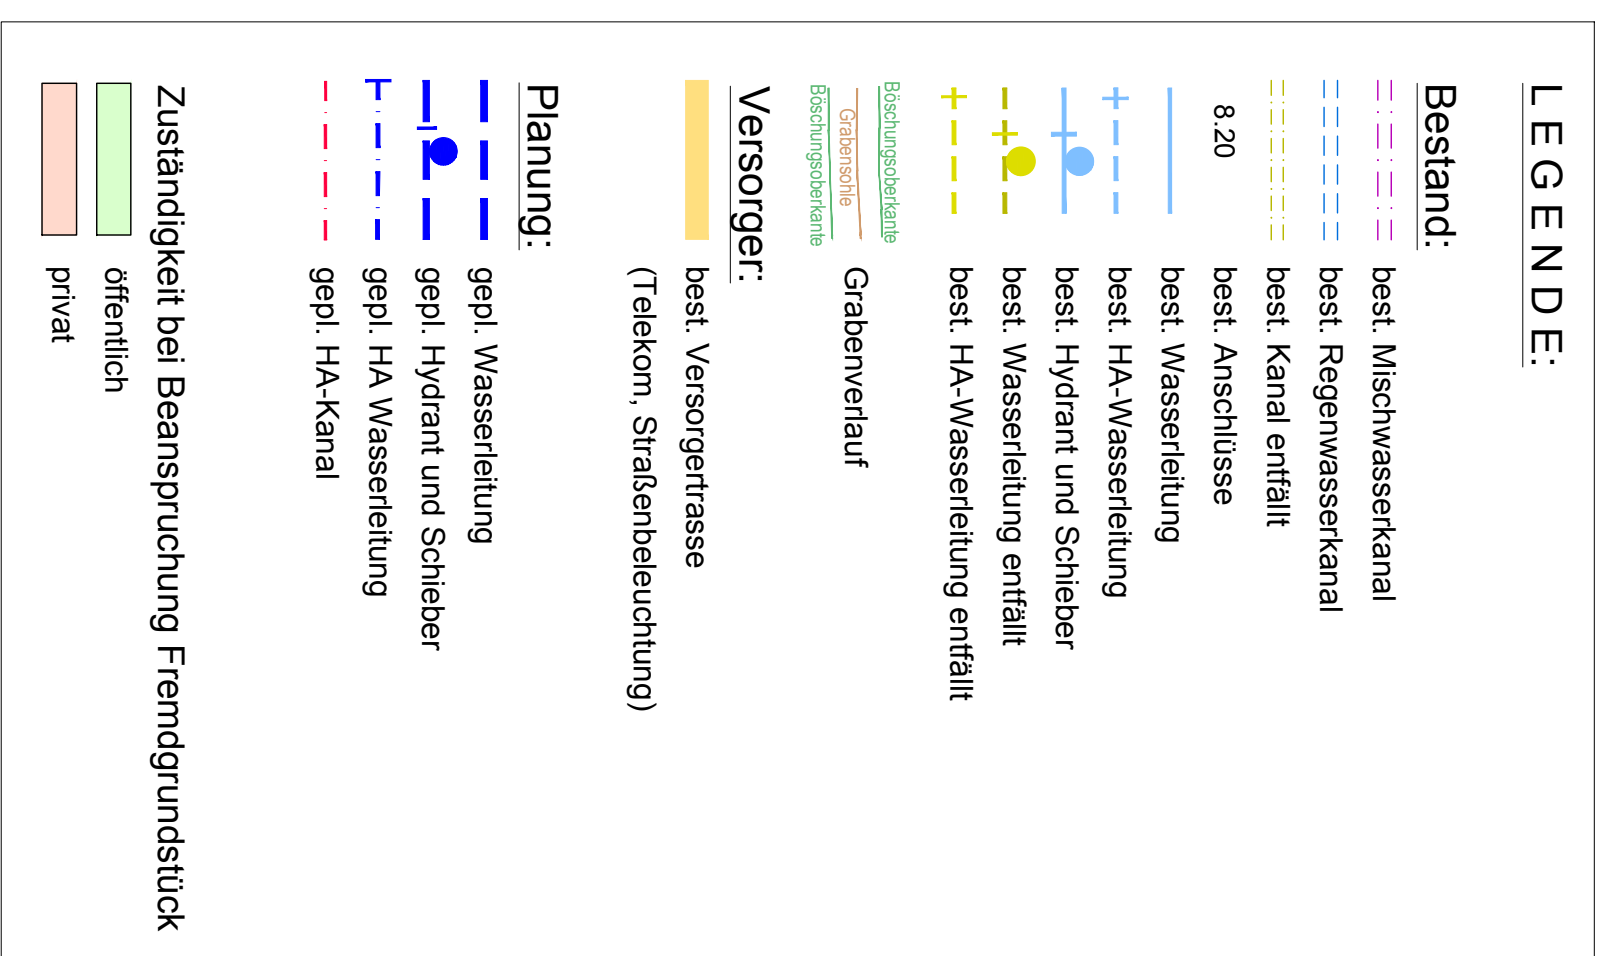 L E G E N D E:
Bestand:
best. Mischwasserkanal
best. Regenwasserkanal
best. Kanal entfällt
8.20 best. Anschlüsse
best. Wasserleitung
best. HA-Wasserleitung
best. Hydrant und Schieber
best. Wasserleitung entfällt
best. HA-Wasserleitung entfällt
Böschungsoberkante
Grabensohle Grabenverlauf
Böschungsoberkante
Versorger:
best. Versorgertrasse
(Telekom, Straßenbeleuchtung)
Planung:
gepl. Wasserleitung
gepl. Hydrant und Schieber
gepl. HA Wasserleitung
gepl. HA-Kanal
Zuständigkeit bei Beanspruchung Fremdgrundstück
öffentlich
privat